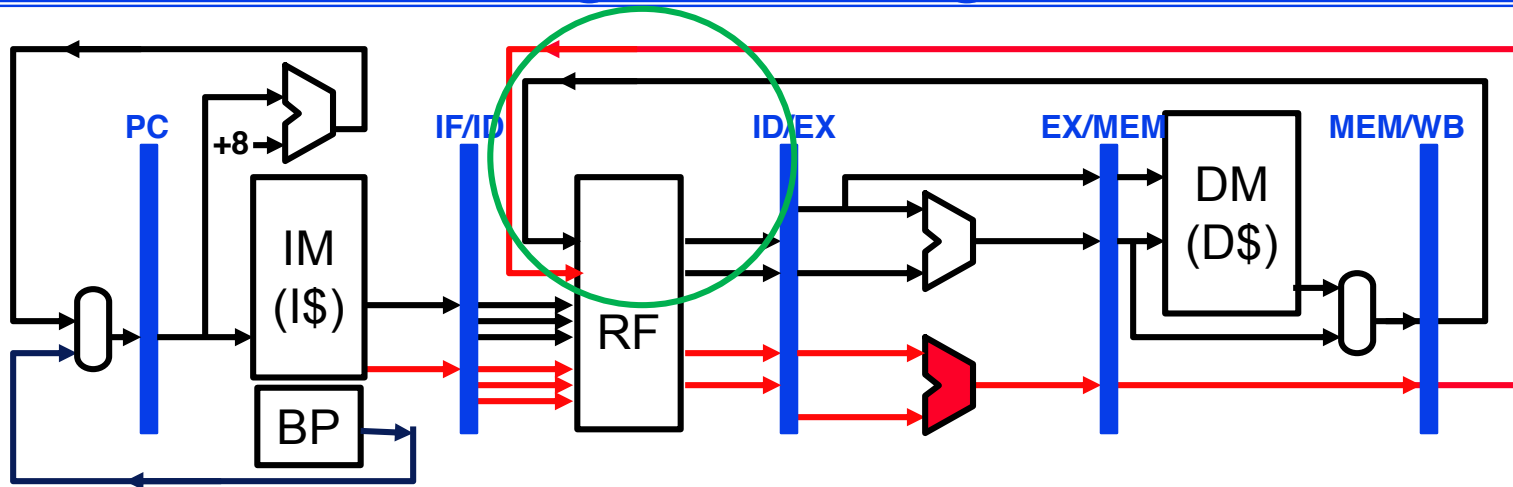 PC
IF/ID
ID/EX
EX/MEM
MEM/WB
+8
IM
(I$)
BP
RF
DM
(D$)